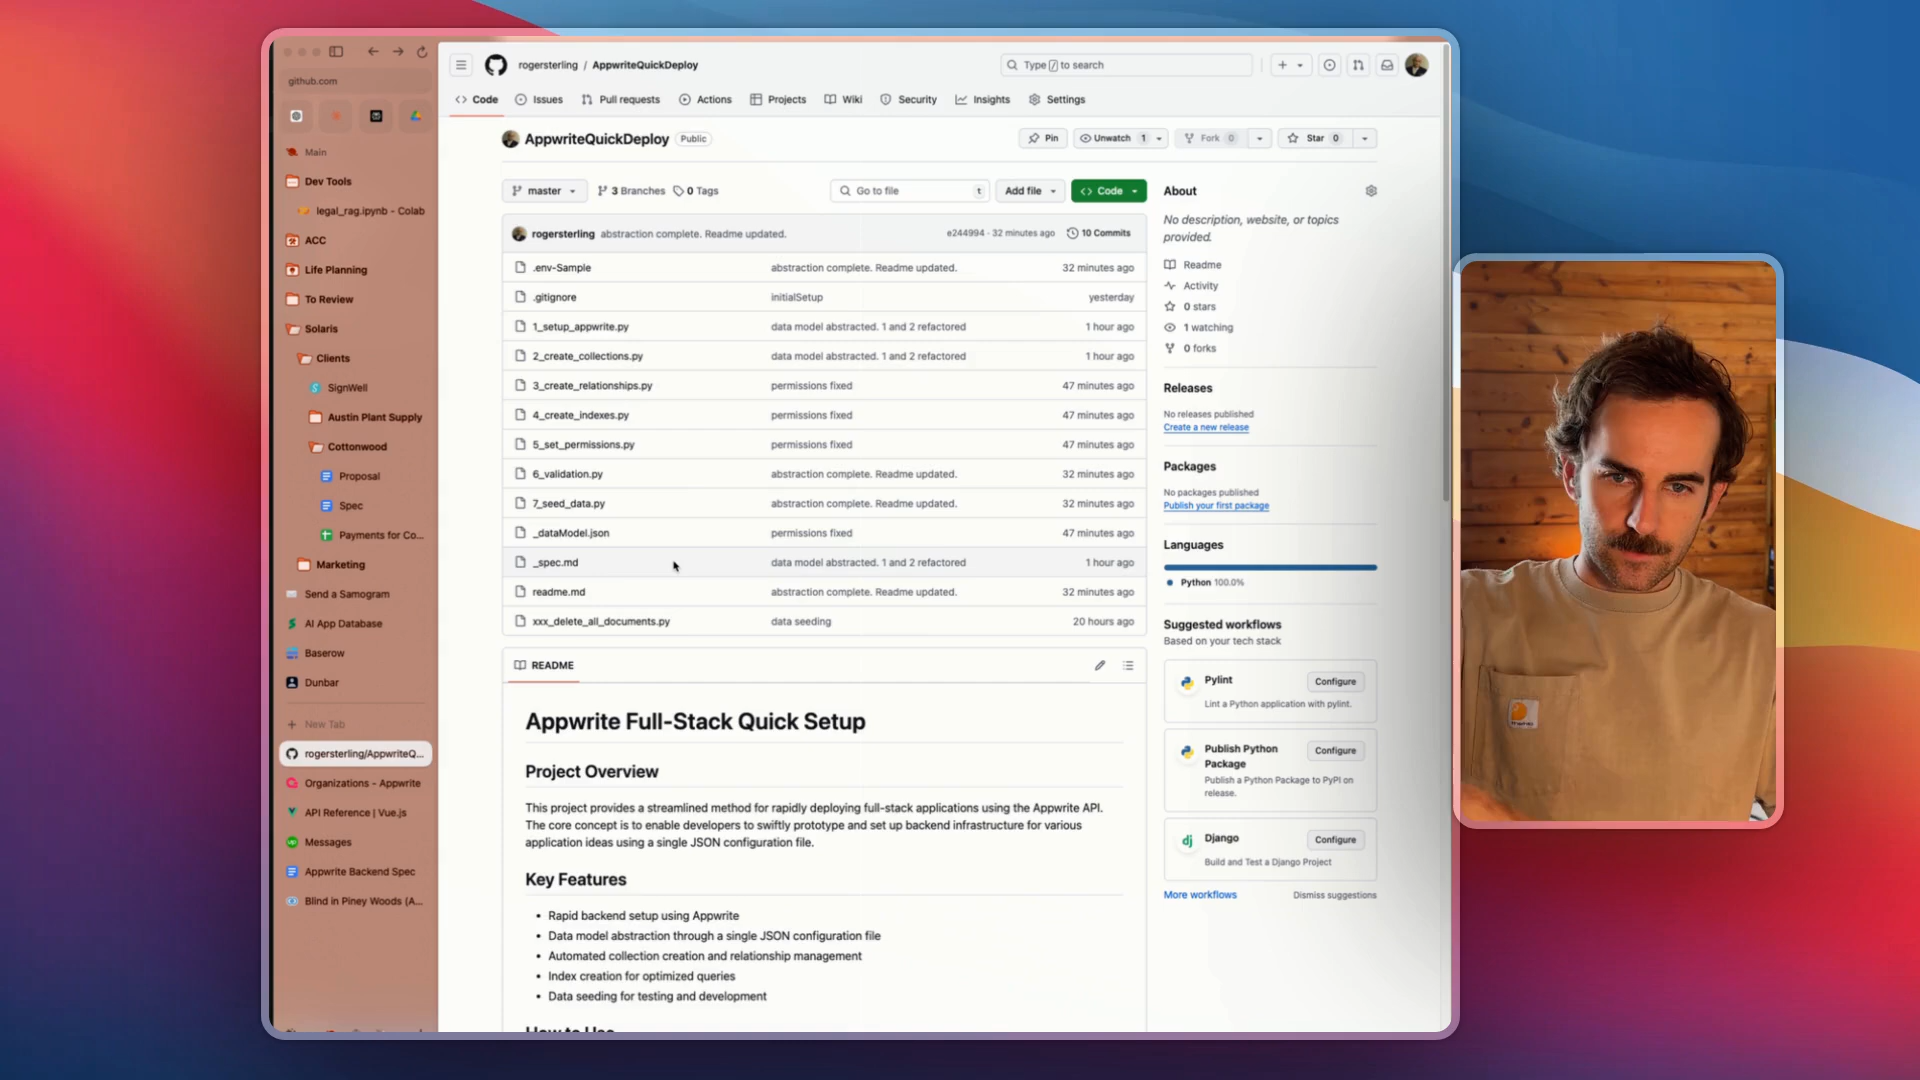 github.com
Main
Dev Tools
legal_rag.ipynb - Colab
ACC
Life Planning
To Review
Solaris
Clients
SignWell
Austin Plant Supply
Cottonwood
Proposal
Spec
Payments for Co...
Marketing
Send a Samogram
AI App Database
Baserow
Dunbar
New Tab
rogersterling/AppwriteQ...
Organizations - Appwrite
API Reference | Vue.js
Messages
Appwrite Backend Spec
Blind in Piney Woods (A...
rogersterling / AppwriteQuickDeploy
Type / to search
Code Issues Pull requests Actions Projects Wiki Security Insights Settings
AppwriteQuickDeploy Public
Pin Unwatch 1 Fork 0 Star 0
master 3 Branches 0 Tags Go to file t Add file Code
rogersterling abstraction complete. Readme updated. e244994 · 32 minutes ago 10 Commits
.env-Sample abstraction complete. Readme updated. 32 minutes ago
.gitignore initialSetup yesterday
1_setup_appwrite.py data model abstracted. 1 and 2 refactored 1 hour ago
2_create_collections.py data model abstracted. 1 and 2 refactored 1 hour ago
3_create_relationships.py permissions fixed 47 minutes ago
4_create_indexes.py permissions fixed 47 minutes ago
5_set_permissions.py permissions fixed 47 minutes ago
6_validation.py abstraction complete. Readme updated. 32 minutes ago
7_seed_data.py abstraction complete. Readme updated. 32 minutes ago
_dataModel.json permissions fixed 47 minutes ago
_spec.md data model abstracted. 1 and 2 refactored 1 hour ago
readme.md abstraction complete. Readme updated. 32 minutes ago
xxx_delete_all_documents.py data seeding 20 hours ago
README
Appwrite Full-Stack Quick Setup
Project Overview
This project provides a streamlined method for rapidly deploying full-stack applications using the Appwrite API.
The core concept is to enable developers to swiftly prototype and set up backend infrastructure for various
application ideas using a single JSON configuration file.
Key Features
• Rapid backend setup using Appwrite
• Data model abstraction through a single JSON configuration file
• Automated collection creation and relationship management
• Index creation for optimized queries
• Data seeding for testing and development
How to Use
About
No description, website, or topics
provided.
Readme
Activity
0 stars
1 watching
0 forks
Releases
No releases published
Create a new release
Packages
No packages published
Publish your first package
Languages
Python 100.0%
Suggested workflows
Based on your tech stack
Pylint Configure
Lint a Python application with pylint.
Publish Python
Package
Configure
Publish a Python Package to PyPI on
release.
dj Django Configure
Build and Test a Django Project
More workflows Dismiss suggestions